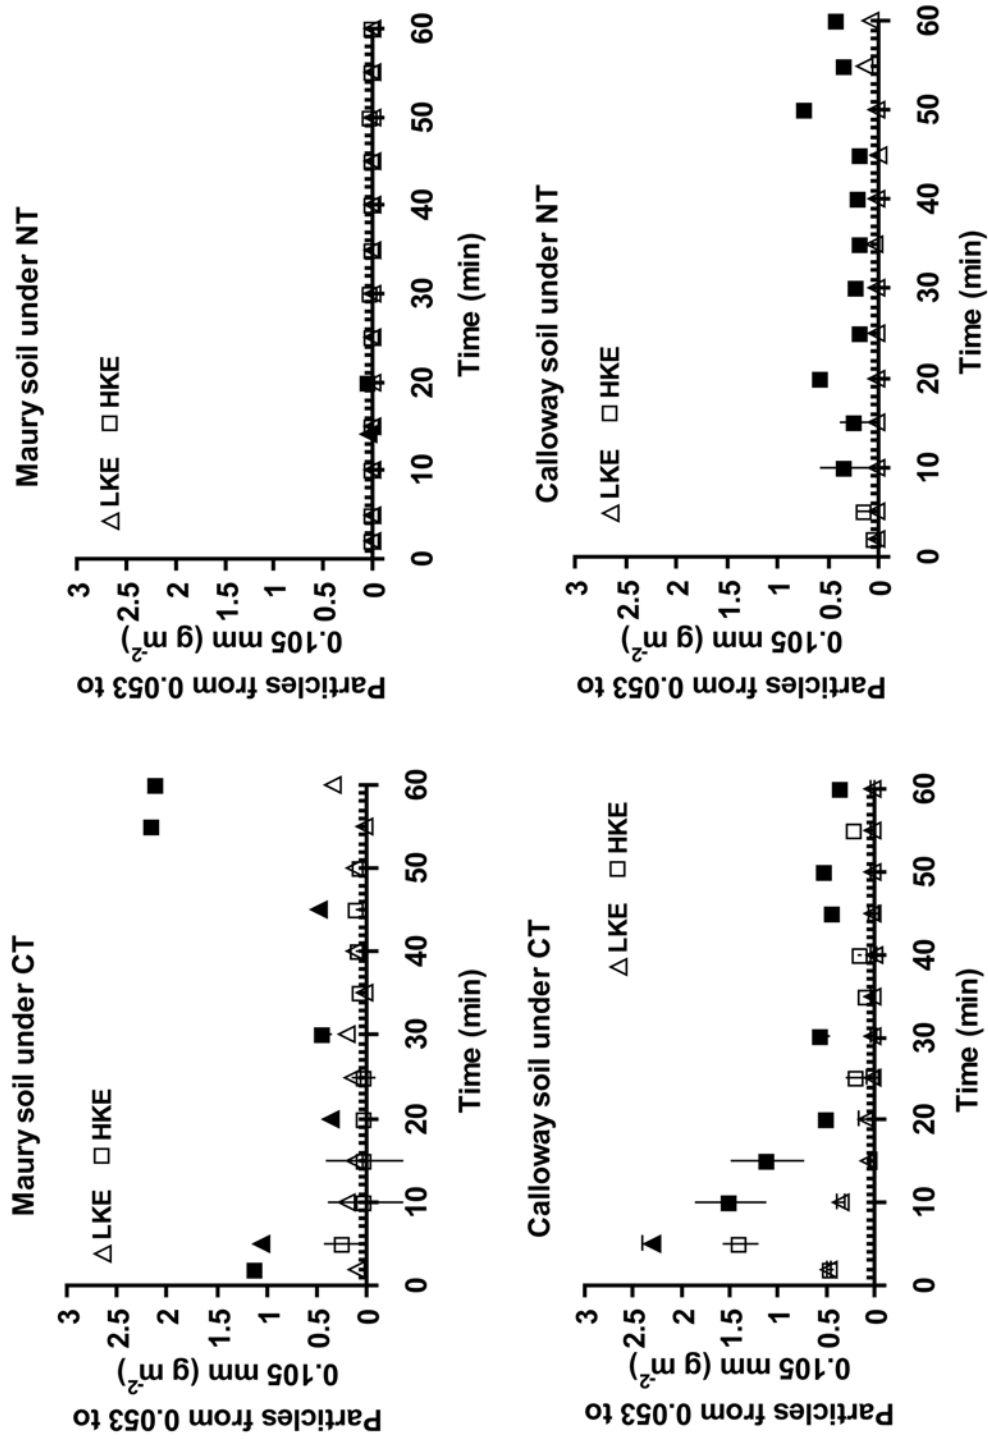 Maury soil under CT
△ LKE □ HKE
3
2.5
2
1.5
1
0.5
0
Particles from 0.053 to
0.105 mm (g m-2)
0 10 20 30 40 50 60
Time (min)
Maury soil under NT
△ LKE □ HKE
3
2.5
2
1.5
1
0.5
0
Particles from 0.053 to
0.105 mm (g m-2)
0 10 20 30 40 50 60
Time (min)
Calloway soil under CT
△ LKE □ HKE
3
2.5
2
1.5
1
0.5
0
Particles from 0.053 to
0.105 mm (g m-2)
0 10 20 30 40 50 60
Time (min)
Calloway soil under NT
△ LKE □ HKE
3
2.5
2
1.5
1
0.5
0
Particles from 0.053 to
0.105 mm (g m-2)
0 10 20 30 40 50 60
Time (min)